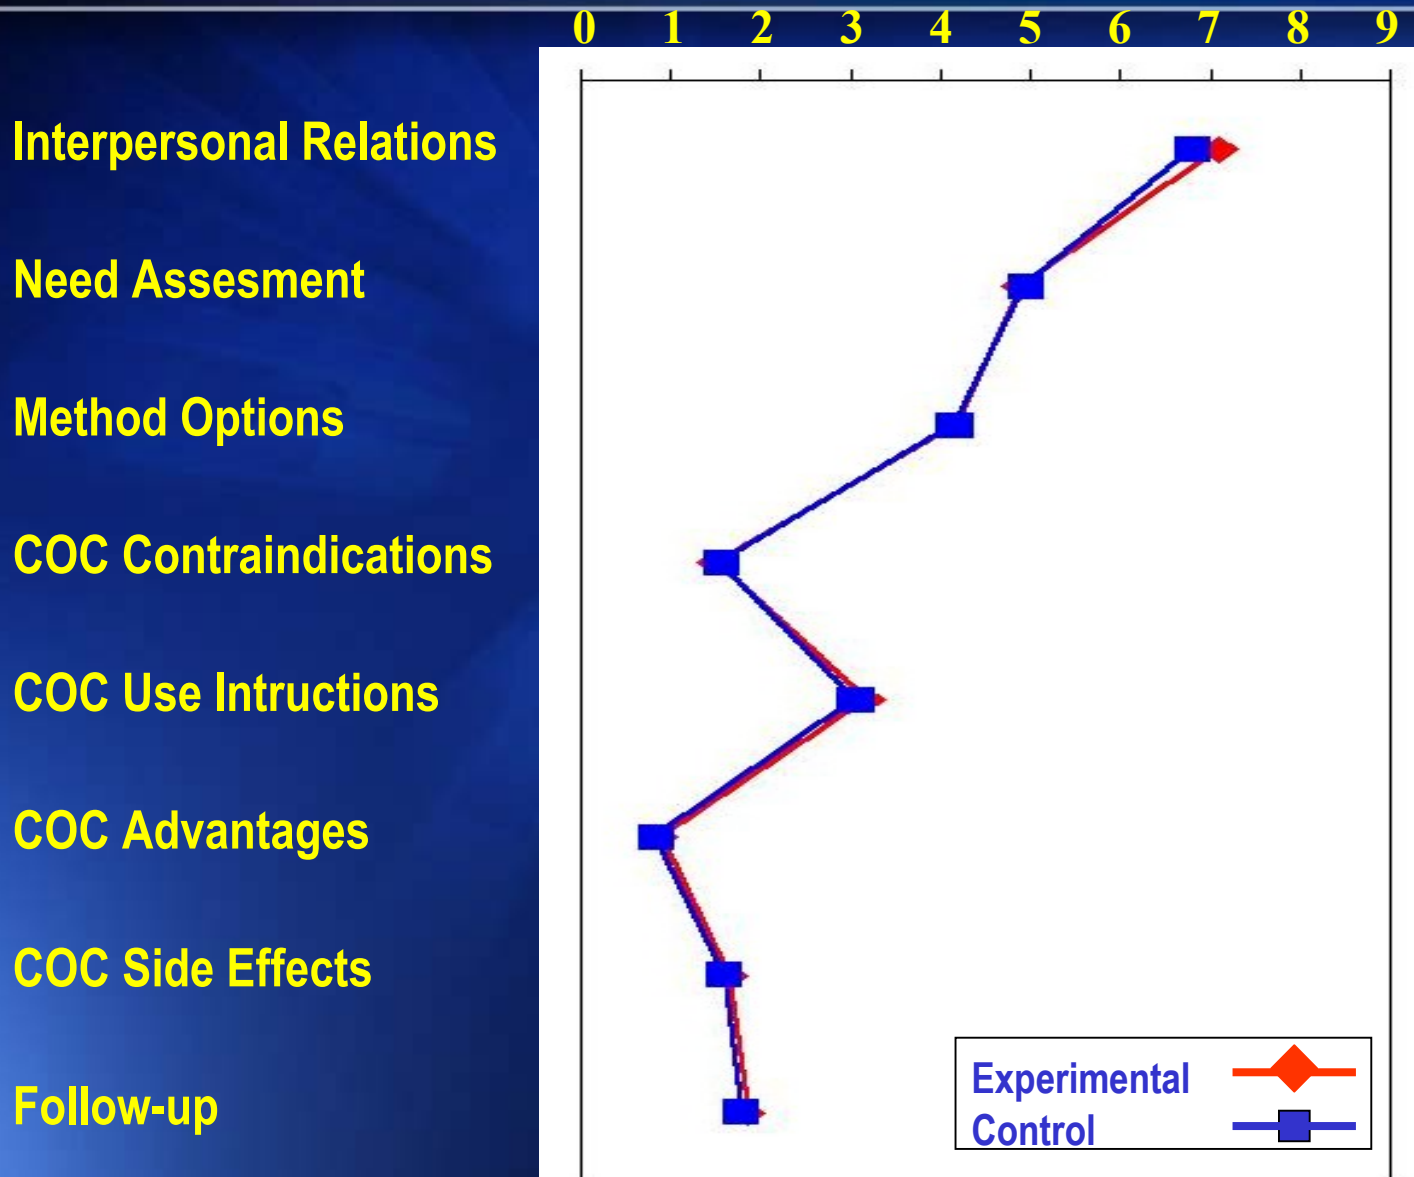 0 1 2 3 4 5 6 7 8 9
Interpersonal Relations
Need Assesment
Method Options
COC Contraindications
COC Use Intructions
COC Advantages
COC Side Effects
Follow-up
Experimental
Control